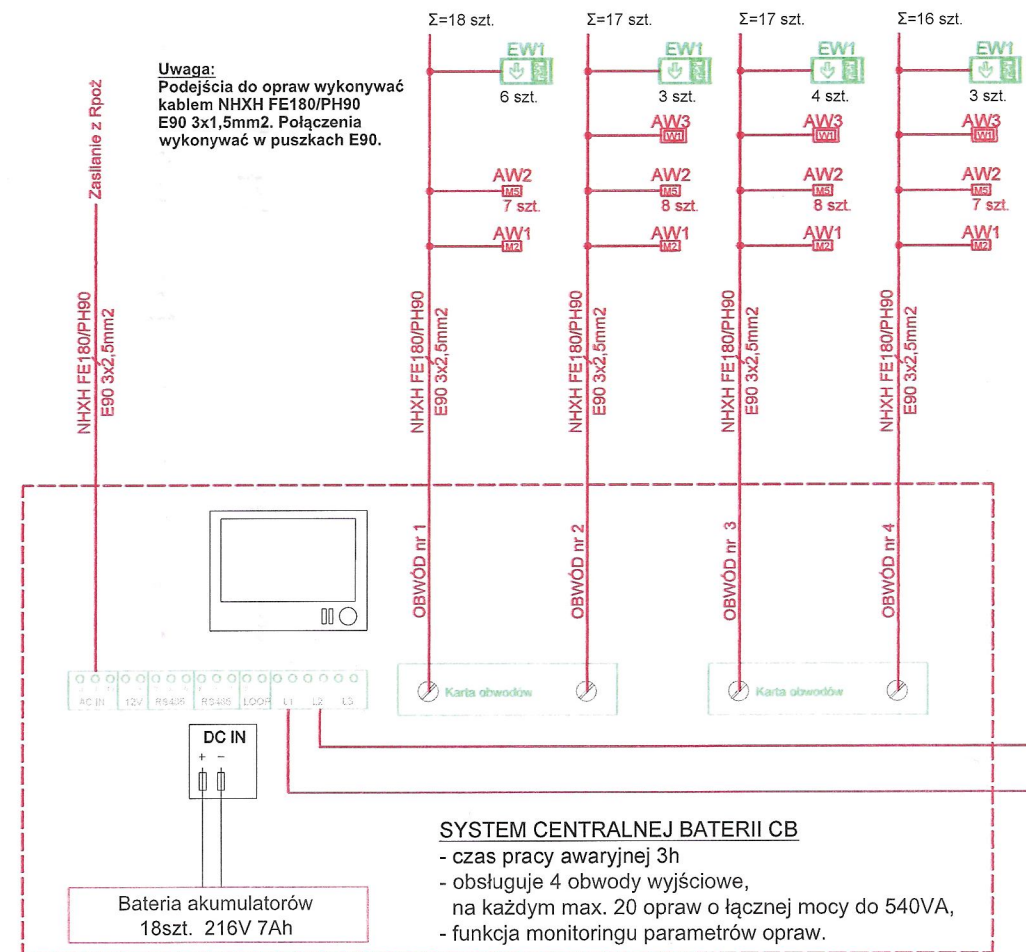 Σ=18 szt.
Σ=17 szt.
Σ=17 szt.
Σ=16 szt.
Uwaga:
Podejścia do opraw wykonywać
kablem NHXH FE180/PH90
E90 3x1,5mm2. Połączenia
wykonywać w puszkach E90.
Zasilanie z Rpoż
NHXH FE180/PH90
E90 3x2,5mm2
EW1
6 szt.
AW2
M5
7 szt.
AW1
M2
NHXH FE180/PH90
E90 3x2,5mm2
OBWÓD nr 1
EW1
3 szt.
AW3
W1
AW2
M5
8 szt.
AW1
M2
NHXH FE180/PH90
E90 3x2,5mm2
OBWÓD nr 2
EW1
4 szt.
AW3
W1
AW2
M5
8 szt.
AW1
M2
NHXH FE180/PH90
E90 3x2,5mm2
OBWÓD nr 3
EW1
3 szt.
AW3
W1
AW2
M5
7 szt.
AW1
M2
NHXH FE180/PH90
E90 3x2,5mm2
OBWÓD nr 4
AC IN 12V RS485 RS485 LOOP L1 L2 L3
Karta obwodów
Karta obwodów
DC IN
+ −
Bateria akumulatorów
18szt. 216V 7Ah
SYSTEM CENTRALNEJ BATERII CB
- czas pracy awaryjnej 3h
- obsługuje 4 obwody wyjściowe,
na każdym max. 20 opraw o łącznej mocy do 540VA,
- funkcja monitoringu parametrów opraw.